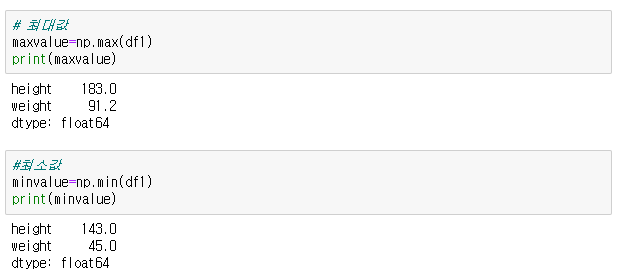 # 최대값
maxvalue=np.max(df1)
print(maxvalue)
height    183.0
weight     91.2
dtype: float64
#최소값
minvalue=np.min(df1)
print(minvalue)
height    143.0
weight     45.0
dtype: float64